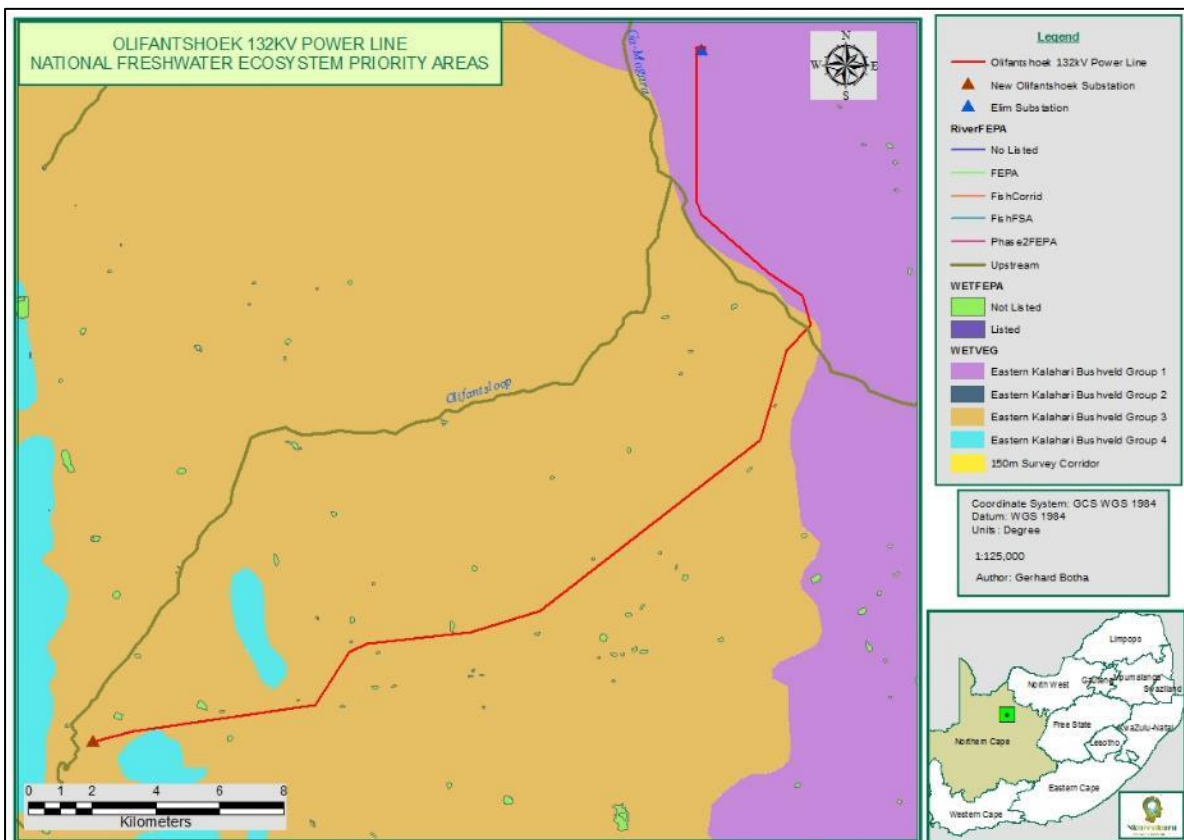 OLIFANTSHOEK 132KV POWER LINE
NATIONAL FRESHWATER ECOSYSTEM PRIORITY AREAS
Ga-Mogara
N
W
E
S
Olifantsloop
0 1 2 4 6 8
Kilometers
Legend
Olifantshoek 132kV Power Line
New Olifantshoek Substation
Elim Substation
RiverFEPA
No Listed
FEPA
FishCorrid
FishFSA
Phase2FEPA
Upstream
WETFEPA
Not Listed
Listed
WETVEG
Eastern Kalahari Bushveld Group 1
Eastern Kalahari Bushveld Group 2
Eastern Kalahari Bushveld Group 3
Eastern Kalahari Bushveld Group 4
150m Survey Corridor
Coordinate System: GCS WGS 1984
Datum: WGS 1984
Units: Degree
1:125,000
Author: Gerhard Botha
Limpopo
North West
Gauteng
Mpumalanga
Swaziland
Free State
KwaZulu-Natal
Northern Cape
Lesotho
Eastern Cape
Western Cape